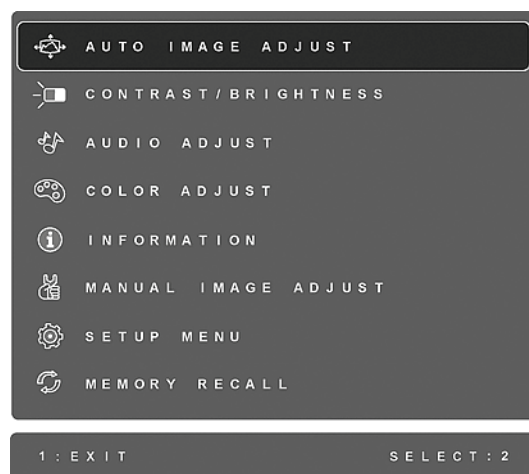 AUTO IMAGE ADJUST
CONTRAST/BRIGHTNESS
AUDIO ADJUST
COLOR ADJUST
INFORMATION
MANUAL IMAGE ADJUST
SETUP MENU
MEMORY RECALL
1:EXIT SELECT:2